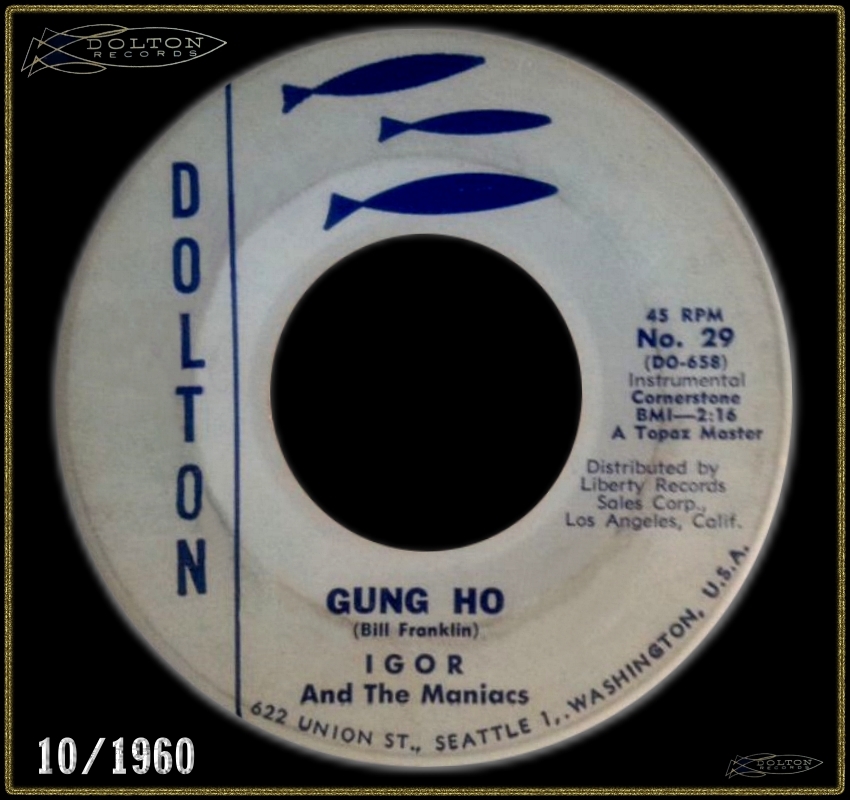 DOLTON
RECORDS
DOLTON
45 RPM
No. 29
(DO-658)
Instrumental
Cornerstone
BMI—2:16
A Topaz Master
Distributed by
Liberty Records
Sales Corp.,
Los Angeles, Calif.
GUNG HO
(Bill Franklin)
IGOR
And The Maniacs
622 UNION ST., SEATTLE 1,. WASHINGTON, U.S.A.
10/1960
DOLTON
RECORDS